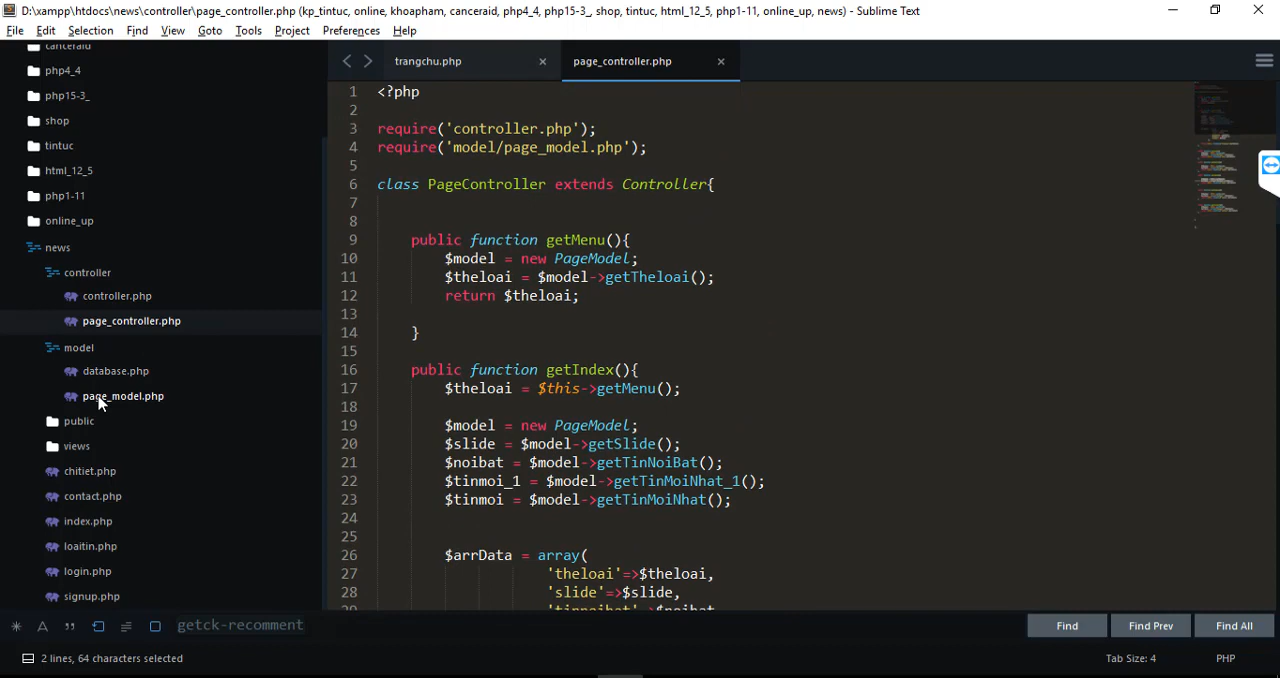 D:\xampp\htdocs\news\controller\page_controller.php (kp_tintuc, online, khoapham, canceraid, php4_4, php15-3_, shop, tintuc, html_12_5, php1-11, online_up, news) - Sublime Text
File Edit Selection Find View Goto Tools Project Preferences Help
canceraid
php4_4
php15-3_
shop
tintuc
html_12_5
php1-11
online_up
news
controller
controller.php
page_controller.php
model
database.php
page_model.php
public
views
chitiet.php
contact.php
index.php
loaitin.php
login.php
signup.php
trangchu.php page_controller.php
1 <?php
2
3 require('controller.php');
4 require('model/page_model.php');
5
6 class PageController extends Controller{
7
8
9 public function getMenu(){
10 $model = new PageModel;
11 $theloai = $model->getTheloai();
12 return $theloai;
13
14 }
15
16 public function getIndex(){
17 $theloai = $this->getMenu();
18
19 $model = new PageModel;
20 $slide = $model->getSlide();
21 $noibat = $model->getTinNoiBat();
22 $tinmoi_1 = $model->getTinMoiNhat_1();
23 $tinmoi = $model->getTinMoiNhat();
24
25
26 $arrData = array(
27 'theloai'=>$theloai,
28 'slide'=>$slide,
29 'tinnoibat'=>$noibat
getck-recomment
Find Find Prev Find All
2 lines, 64 characters selected
Tab Size: 4 PHP